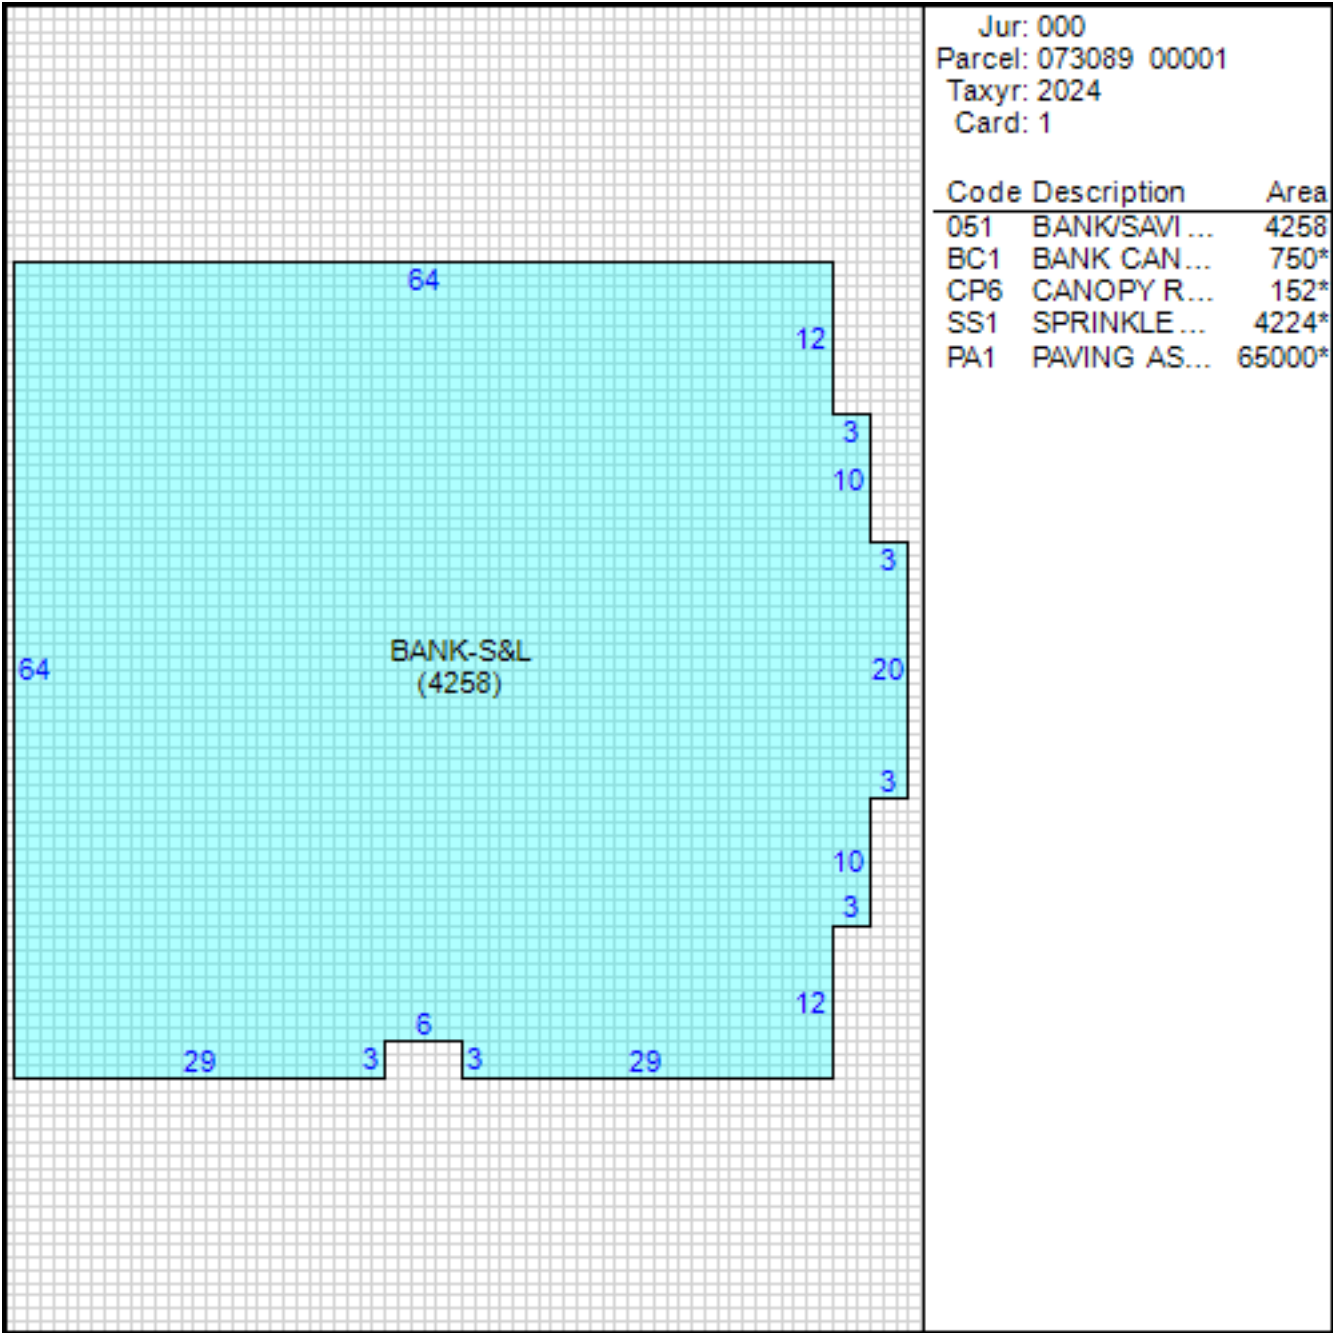 Jur: 000
Parcel: 073089 00001
Taxyr: 2024
Card: 1
Code Description Area
051 BANK/SAVI... 4258
BC1 BANK CAN... 750*
CP6 CANOPY R... 152*
SS1 SPRINKLE... 4224*
PA1 PAVING AS... 65000*
64
12
3
10
3
64
BANK-S&L
(4258)
20
3
10
3
12
6
29
3
3
29